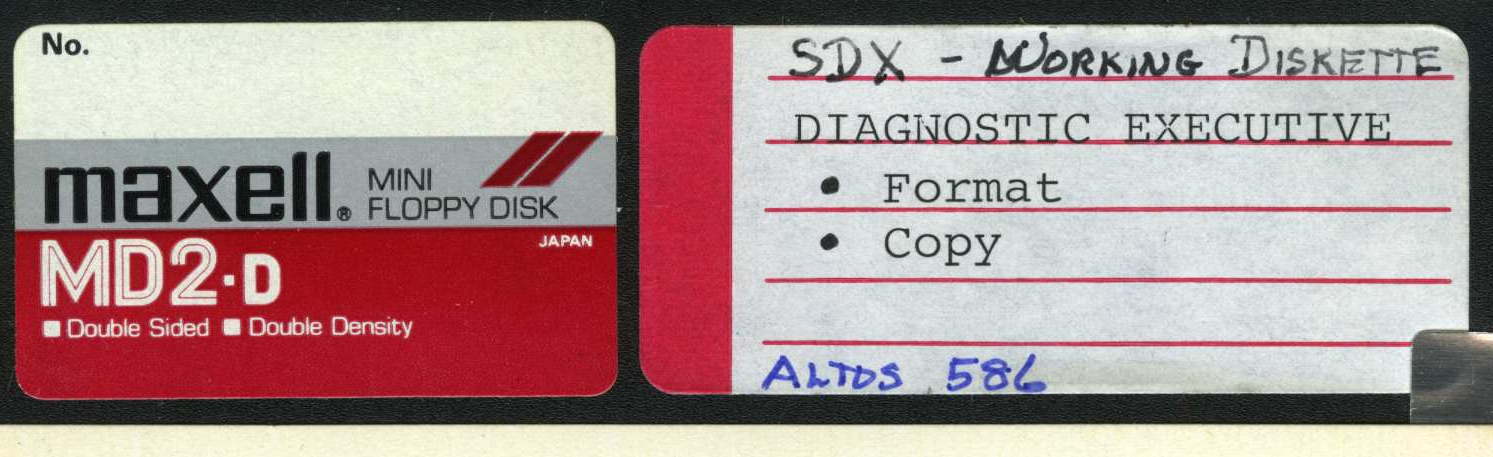 No.
maxell® MINI FLOPPY DISK
JAPAN
MD2-D
Double Sided Double Density
SDX - WORKING DISKETTE
DIAGNOSTIC EXECUTIVE
• Format
• Copy
ALTOS 586